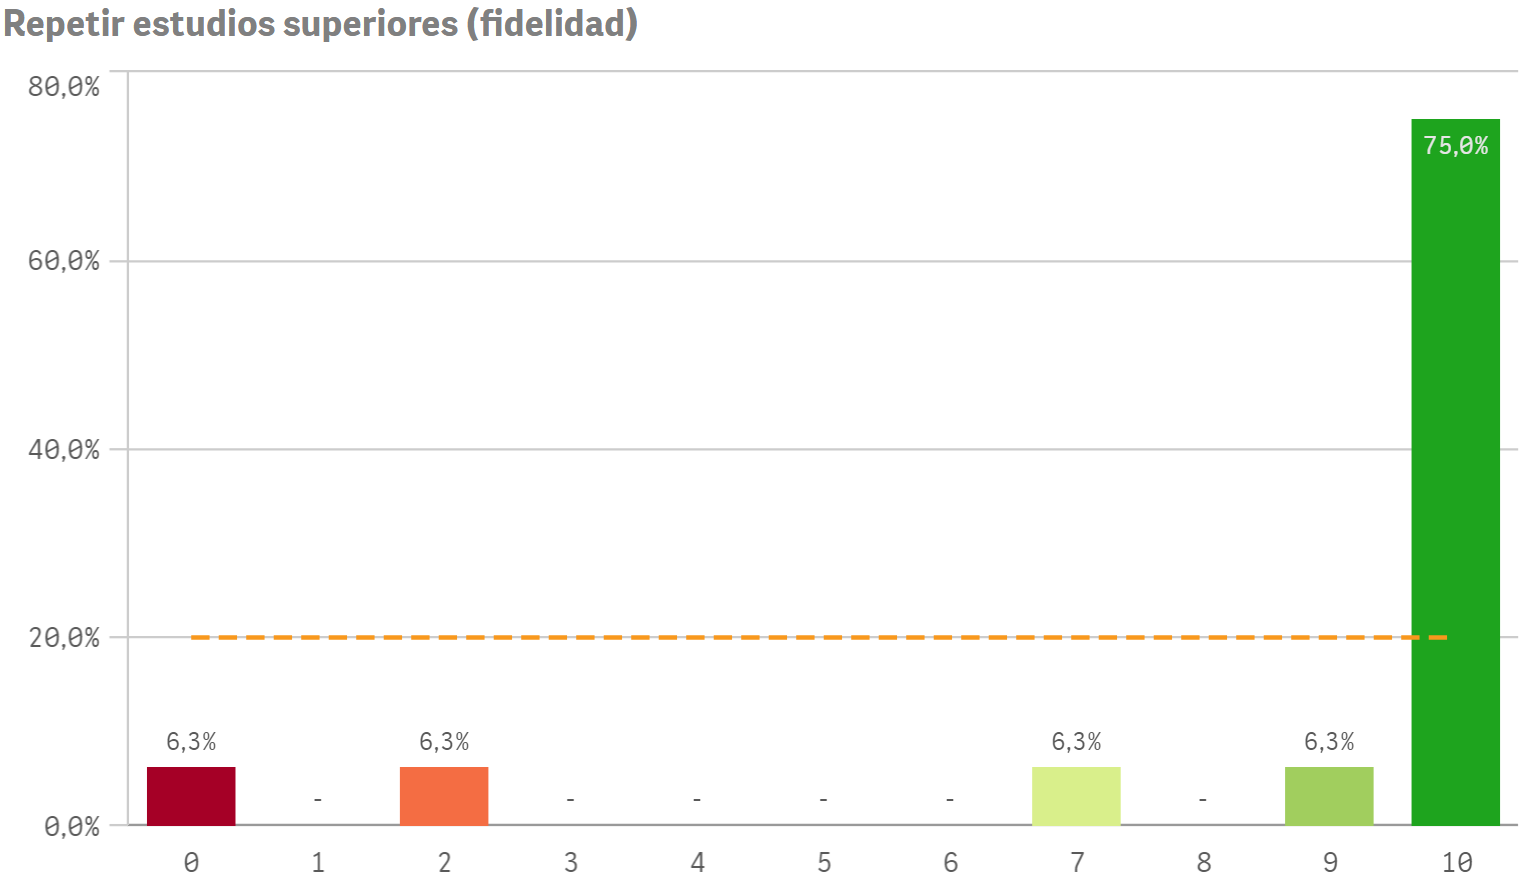 Repetir estudios superiores (fidelidad)
80,0%
75,0%
60,0%
40,0%
20,0%
6,3% 6,3% 6,3% 6,3%
- - - - - -
0,0%
0 1 2 3 4 5 6 7 8 9 10